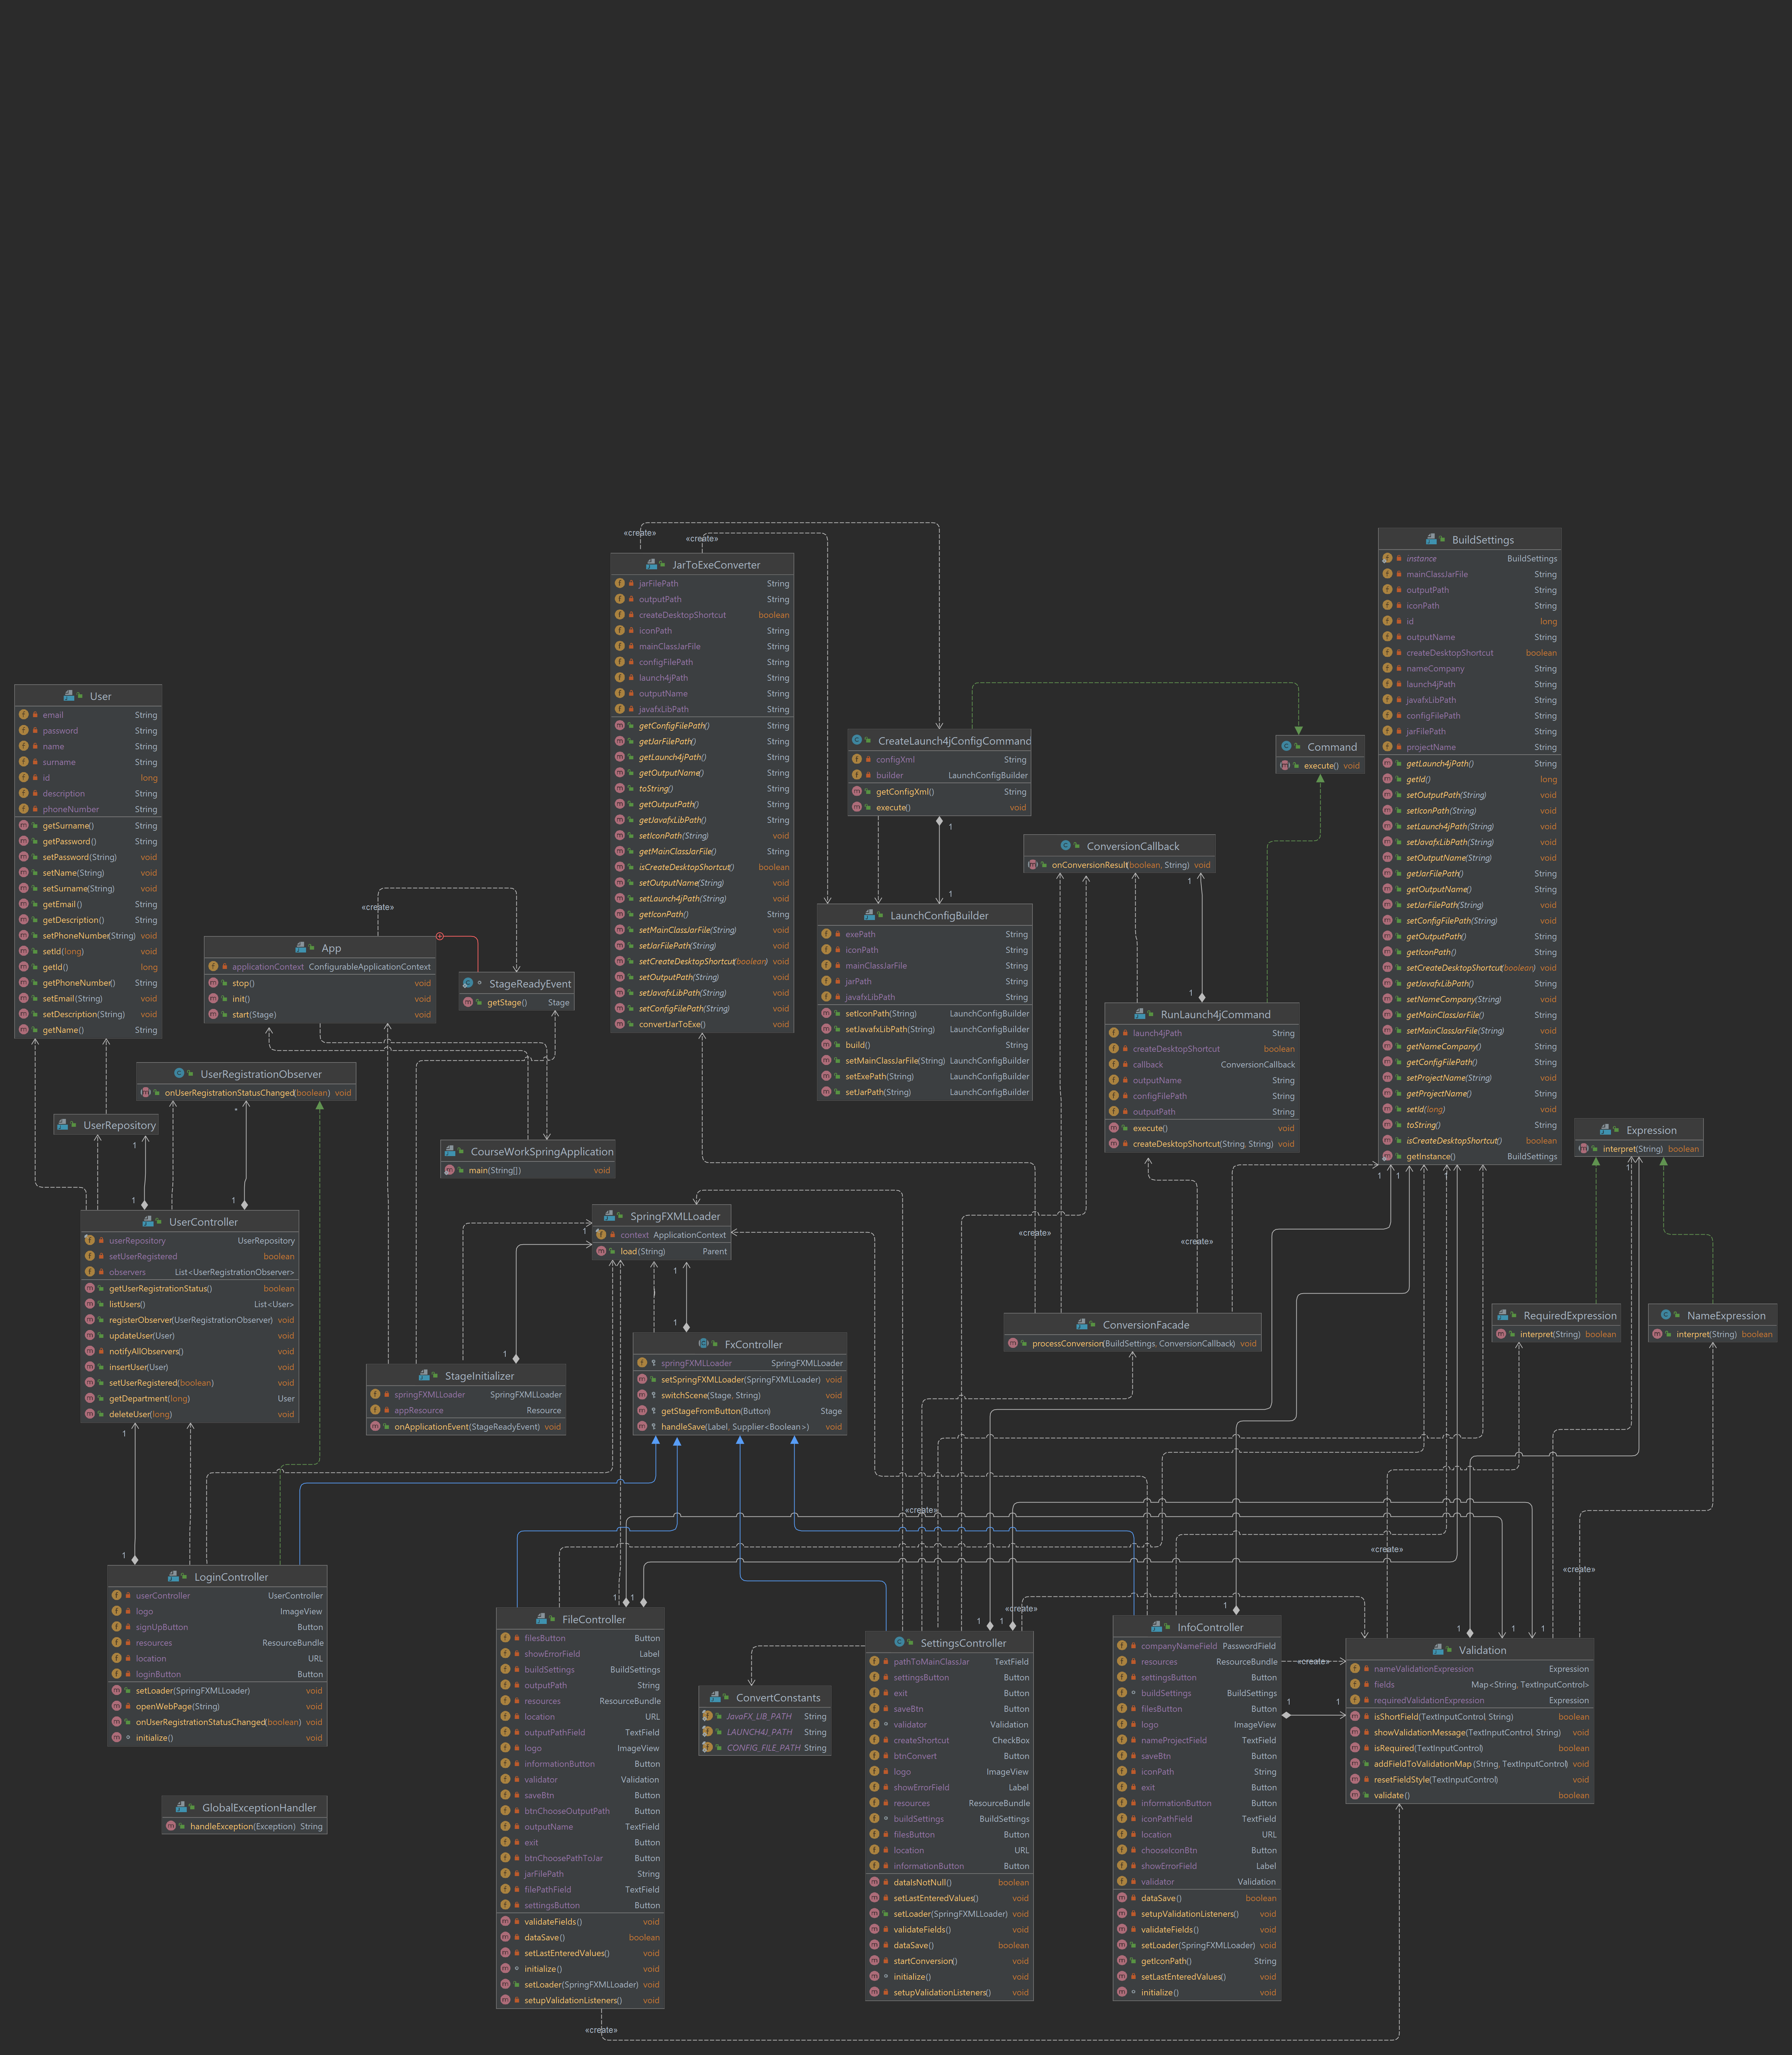 «create»
«create»
JarToExeConverter
jarFilePath String
outputPath String
createDesktopShortcut boolean
iconPath String
mainClassJarFile String
configFilePath String
launch4jPath String
outputName String
javafxLibPath String
getConfigFilePath() String
getJarFilePath() String
getLaunch4jPath() String
getOutputName() String
toString() String
getOutputPath() String
getJavafxLibPath() String
setIconPath(String) void
getMainClassJarFile() String
isCreateDesktopShortcut() boolean
setOutputName(String) void
setLaunch4jPath(String) void
getIconPath() String
setMainClassJarFile(String) void
setJarFilePath(String) void
setCreateDesktopShortcut(boolean) void
setOutputPath(String) void
setJavafxLibPath(String) void
setConfigFilePath(String) void
convertJarToExe() void
BuildSettings
instance BuildSettings
mainClassJarFile String
outputPath String
iconPath String
id long
outputName String
createDesktopShortcut boolean
nameCompany String
launch4jPath String
javafxLibPath String
configFilePath String
jarFilePath String
projectName String
getLaunch4jPath() String
getId() long
setOutputPath(String) void
setIconPath(String) void
setLaunch4jPath(String) void
setJavafxLibPath(String) void
setOutputName(String) void
getJarFilePath() String
getOutputName() String
setJarFilePath(String) void
setConfigFilePath(String) void
getOutputPath() String
getIconPath() String
setCreateDesktopShortcut(boolean) void
getJavafxLibPath() String
setNameCompany(String) void
getMainClassJarFile() String
setMainClassJarFile(String) void
getNameCompany() String
getConfigFilePath() String
setProjectName(String) void
getProjectName() String
setId(long) void
toString() String
isCreateDesktopShortcut() boolean
getInstance() BuildSettings
User
email String
password String
name String
surname String
id long
description String
phoneNumber String
getSurname() String
getPassword() String
setPassword(String) void
setName(String) void
setSurname(String) void
getEmail() String
getDescription() String
setPhoneNumber(String) void
setId(long) void
getId() long
getPhoneNumber() String
setEmail(String) void
setDescription(String) void
getName() String
CreateLaunch4jConfigCommand
configXml String
builder LaunchConfigBuilder
getConfigXml() String
execute() void
1
1
Command
execute() void
ConversionCallback
onConversionResult(boolean, String) void
1
1
LaunchConfigBuilder
exePath String
iconPath String
mainClassJarFile String
jarPath String
javafxLibPath String
setIconPath(String) LaunchConfigBuilder
setJavafxLibPath(String) LaunchConfigBuilder
build() String
setMainClassJarFile(String) LaunchConfigBuilder
setExePath(String) LaunchConfigBuilder
setJarPath(String) LaunchConfigBuilder
«create»
App
applicationContext ConfigurableApplicationContext
stop() void
init() void
start(Stage) void
StageReadyEvent
getStage() Stage
RunLaunch4jCommand
launch4jPath String
createDesktopShortcut boolean
callback ConversionCallback
outputName String
configFilePath String
outputPath String
execute() void
createDesktopShortcut(String, String) void
UserRegistrationObserver
onUserRegistrationStatusChanged(boolean) void
*
UserRepository
1
1
1
CourseWorkSpringApplication
main(String[]) void
Expression
interpret(String) boolean
1
1 1 1 1
UserController
userRepository UserRepository
setUserRegistered boolean
observers List<UserRegistrationObserver>
getUserRegistrationStatus() boolean
listUsers() List<User>
registerObserver(UserRegistrationObserver) void
updateUser(User) void
notifyAllObservers() void
insertUser(User) void
setUserRegistered(boolean) void
getDepartment(long) User
deleteUser(long) void
1
1
SpringFXMLLoader
context ApplicationContext
load(String) Parent
1
1
1
1
«create»
«create»
ConversionFacade
processConversion(BuildSettings, ConversionCallback) void
RequiredExpression
interpret(String) boolean
NameExpression
interpret(String) boolean
FxController
springFXMLLoader SpringFXMLLoader
setSpringFXMLLoader(SpringFXMLLoader) void
switchScene(Stage, String) void
getStageFromButton(Button) Stage
handleSave(Label, Supplier<Boolean>) void
StageInitializer
springFXMLLoader SpringFXMLLoader
appResource Resource
onApplicationEvent(StageReadyEvent) void
«create»
«create»
«create»
LoginController
userController UserController
logo ImageView
signUpButton Button
resources ResourceBundle
location URL
loginButton Button
setLoader(SpringFXMLLoader) void
openWebPage(String) void
onUserRegistrationStatusChanged(boolean) void
initialize() void
GlobalExceptionHandler
handleException(Exception) String
1 1
FileController
filesButton Button
showErrorField Label
buildSettings BuildSettings
outputPath String
resources ResourceBundle
location URL
outputPathField TextField
logo ImageView
informationButton Button
validator Validation
saveBtn Button
btnChooseOutputPath Button
outputName TextField
exit Button
btnChoosePathToJar Button
jarFilePath String
filePathField TextField
settingsButton Button
validateFields() void
dataSave() boolean
setLastEnteredValues() void
initialize() void
setLoader(SpringFXMLLoader) void
setupValidationListeners() void
«create»
ConvertConstants
JavaFX_LIB_PATH String
LAUNCH4J_PATH String
CONFIG_FILE_PATH String
«create»
1 1
SettingsController
pathToMainClassJar TextField
settingsButton Button
exit Button
saveBtn Button
validator Validation
createShortcut CheckBox
btnConvert Button
logo ImageView
showErrorField Label
resources ResourceBundle
buildSettings BuildSettings
filesButton Button
location URL
informationButton Button
dataIsNotNull() boolean
setLastEnteredValues() void
setLoader(SpringFXMLLoader) void
validateFields() void
dataSave() boolean
startConversion() void
initialize() void
setupValidationListeners() void
1
InfoController
companyNameField PasswordField
resources ResourceBundle
settingsButton Button
buildSettings BuildSettings
filesButton Button
logo ImageView
nameProjectField TextField
saveBtn Button
iconPath String
exit Button
informationButton Button
iconPathField TextField
location URL
chooseIconBtn Button
showErrorField Label
validator Validation
dataSave() boolean
setupValidationListeners() void
validateFields() void
setLoader(SpringFXMLLoader) void
getIconPath() String
setLastEnteredValues() void
initialize() void
«create»
1 1
1 1 1
Validation
nameValidationExpression Expression
fields Map<String, TextInputControl>
requiredValidationExpression Expression
isShortField(TextInputControl, String) boolean
showValidationMessage(TextInputControl, String) void
isRequired(TextInputControl) boolean
addFieldToValidationMap(String, TextInputControl) void
resetFieldStyle(TextInputControl) void
validate() boolean